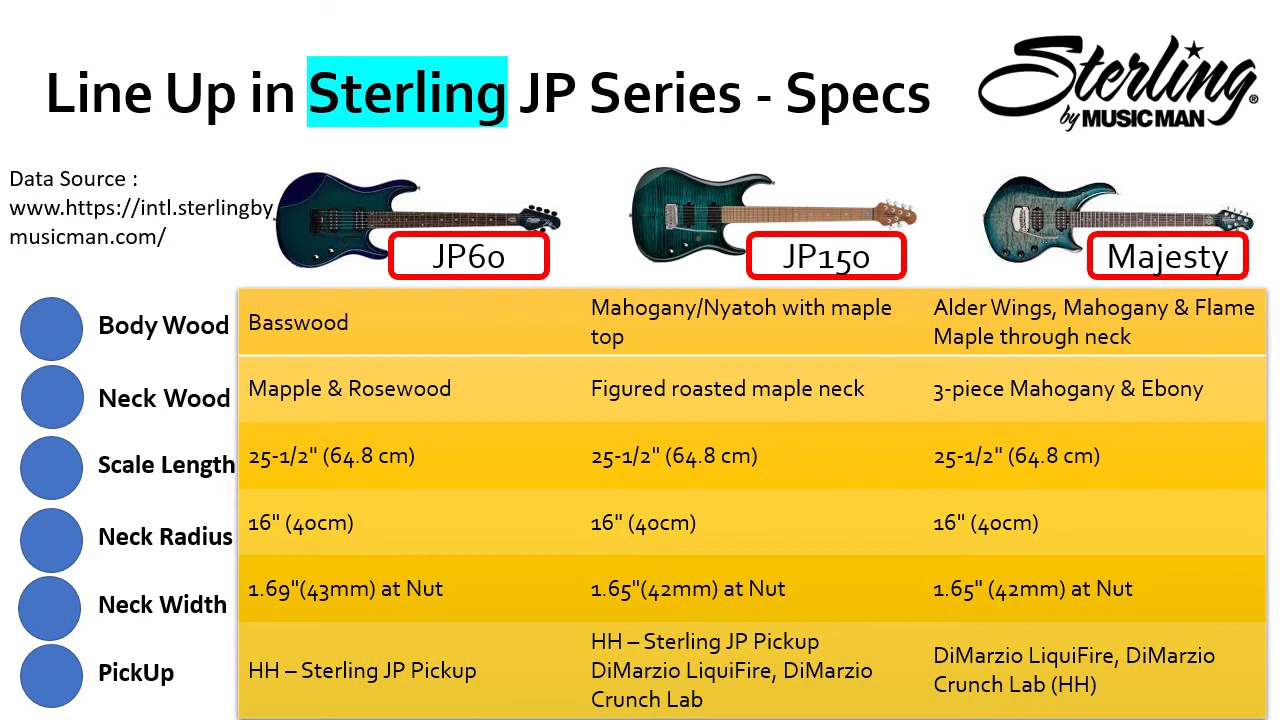 Line Up in Sterling JP Series - Specs
Sterling®
by MUSIC MAN
Data Source :
www.https://intl.sterlingby
musicman.com/
JP60
JP150
Majesty
Body Wood
Basswood
Mahogany/Nyatoh with maple
top
Alder Wings, Mahogany & Flame
Maple through neck
Neck Wood
Mapple & Rosewood
Figured roasted maple neck
3-piece Mahogany & Ebony
Scale Length
25-1/2" (64.8 cm)
25-1/2" (64.8 cm)
25-1/2" (64.8 cm)
Neck Radius
16" (40cm)
16" (40cm)
16" (40cm)
Neck Width
1.69"(43mm) at Nut
1.65"(42mm) at Nut
1.65" (42mm) at Nut
PickUp
HH – Sterling JP Pickup
HH – Sterling JP Pickup
DiMarzio LiquiFire, DiMarzio
Crunch Lab
DiMarzio LiquiFire, DiMarzio
Crunch Lab (HH)